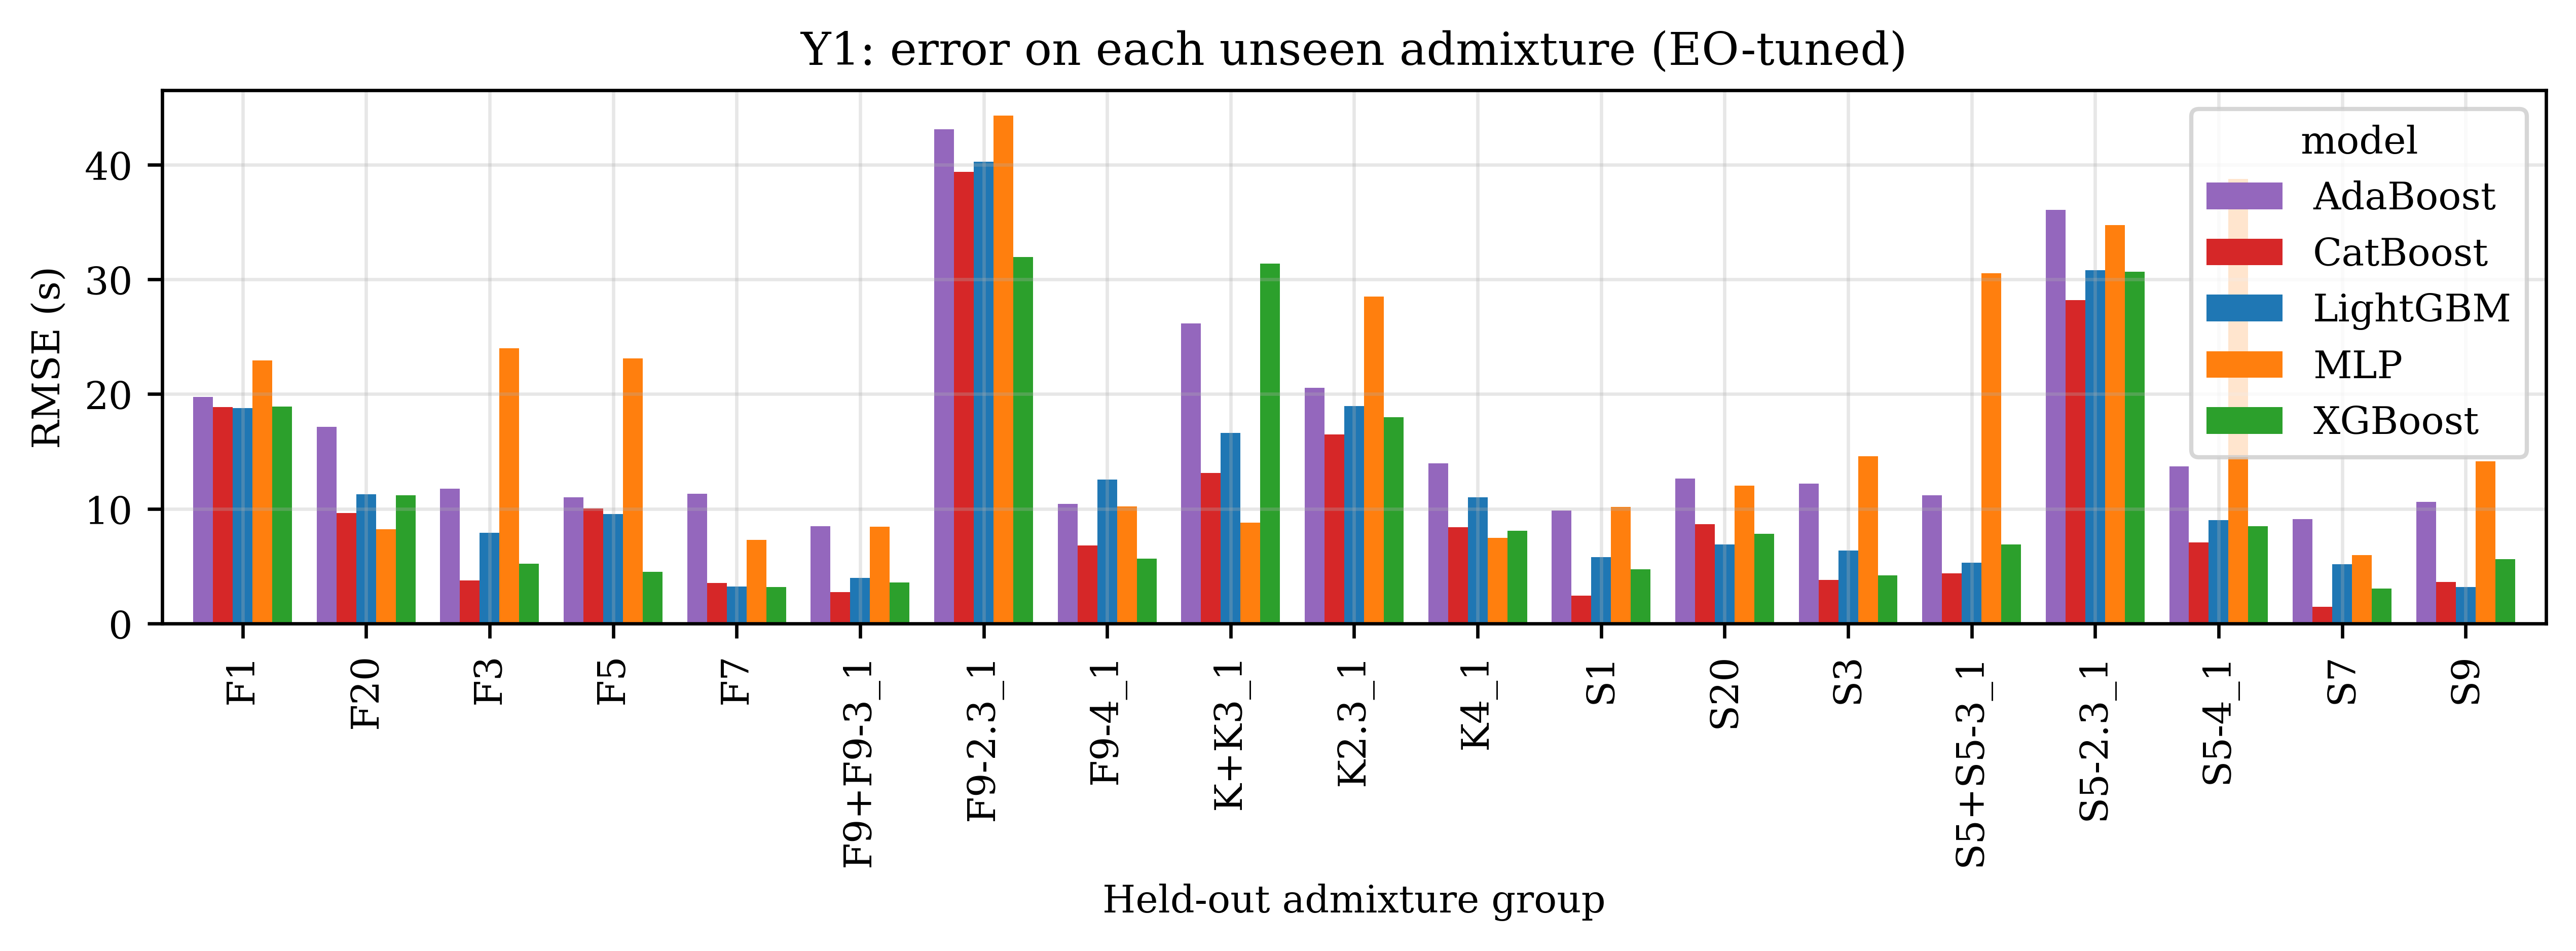 Y1: error on each unseen admixture (EO-tuned)
RMSE (s)
40
30
20
10
0
model
AdaBoost
CatBoost
LightGBM
MLP
XGBoost
F1
F20
F3
F5
F7
F9+F9-3_1
F9-2.3_1
F9-4_1
K+K3_1
K2.3_1
K4_1
S1
S20
S3
S5+S5-3_1
S5-2.3_1
S5-4_1
S7
S9
Held-out admixture group